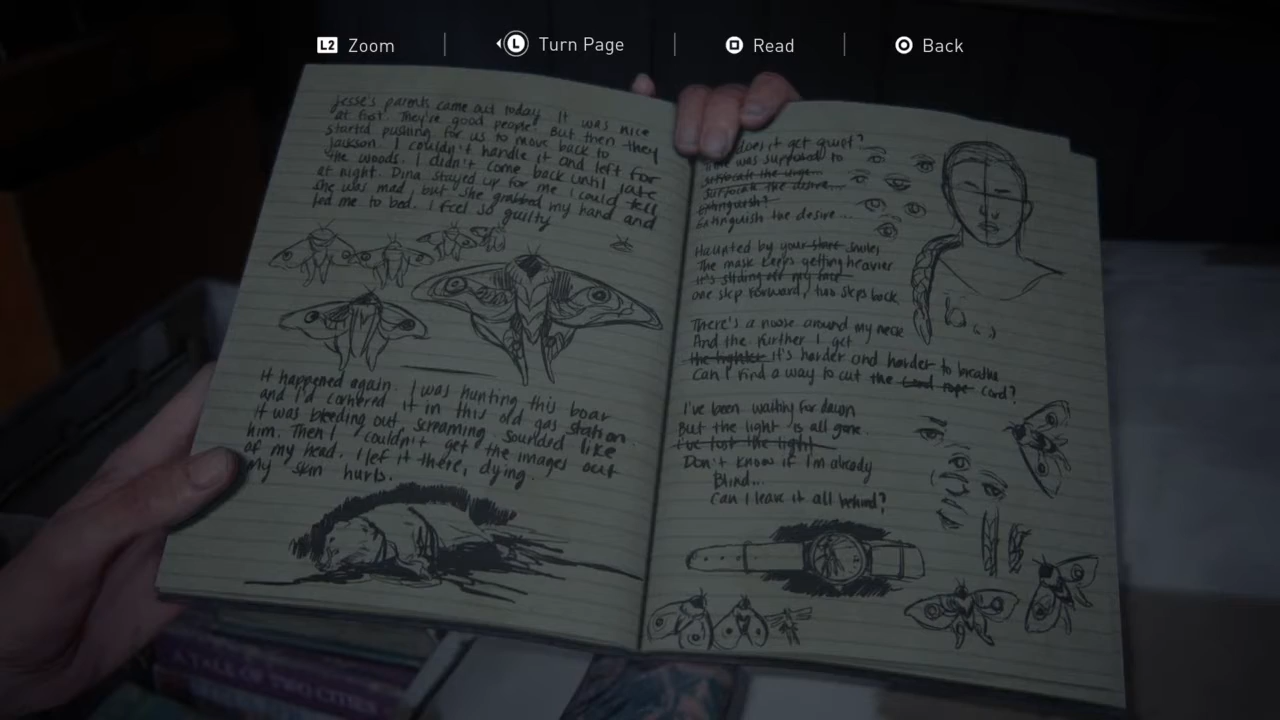 L2 Zoom
L Turn Page
Read
Back
Jesse's parents came out today. It was nice
at first. They're good people. But then they
started pushing for us to move back to
Jackson. I couldn't handle it and left for
the woods. I didn't come back until late
at night. Dina stayed up for me. I could tell
she was mad, but she grabbed my hand and
led me to bed. I feel so guilty
It happened again. I was hunting this boar
and I'd cornered it in this old gas station.
It was bleeding out, screaming. Sounded like
him. Then I couldn't get the images out
of my head. I lef it there, dying.
My skin hurts.
does it get quiet?
was supposed to
suffocate the urge...
suffocate the desire...
extinguish?
Extinguish the desire...
Haunted by your stare smile,
The mask keeps getting heavier
It's sliding off my face
one step forward, two steps back.
There's a noose around my neck
And the further I get
the tighter it's harder and harder to breathe
Can I find a way to cut the cord rope cord?
I've been waiting for dawn
But the light is all gone.
I've lost the light
Don't know if I'm already
Blind...
Can I leave it all behind?
A TALE OF TWO CITIES